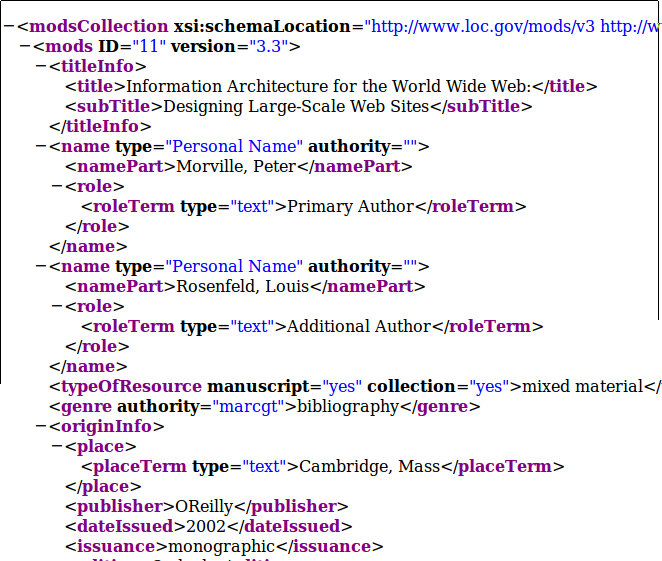 −<modsCollection xsi:schemaLocation="http://www.loc.gov/mods/v3 http://w
−<mods ID="11" version="3.3">
−<titleInfo>
<title>Information Architecture for the World Wide Web:</title>
<subTitle>Designing Large-Scale Web Sites</subTitle>
</titleInfo>
−<name type="Personal Name" authority="">
<namePart>Morville, Peter</namePart>
−<role>
<roleTerm type="text">Primary Author</roleTerm>
</role>
</name>
−<name type="Personal Name" authority="">
<namePart>Rosenfeld, Louis</namePart>
−<role>
<roleTerm type="text">Additional Author</roleTerm>
</role>
</name>
<typeOfResource manuscript="yes" collection="yes">mixed material</
<genre authority="marcgt">bibliography</genre>
−<originInfo>
−<place>
<placeTerm type="text">Cambridge, Mass</placeTerm>
</place>
<publisher>OReilly</publisher>
<dateIssued>2002</dateIssued>
<issuance>monographic</issuance>